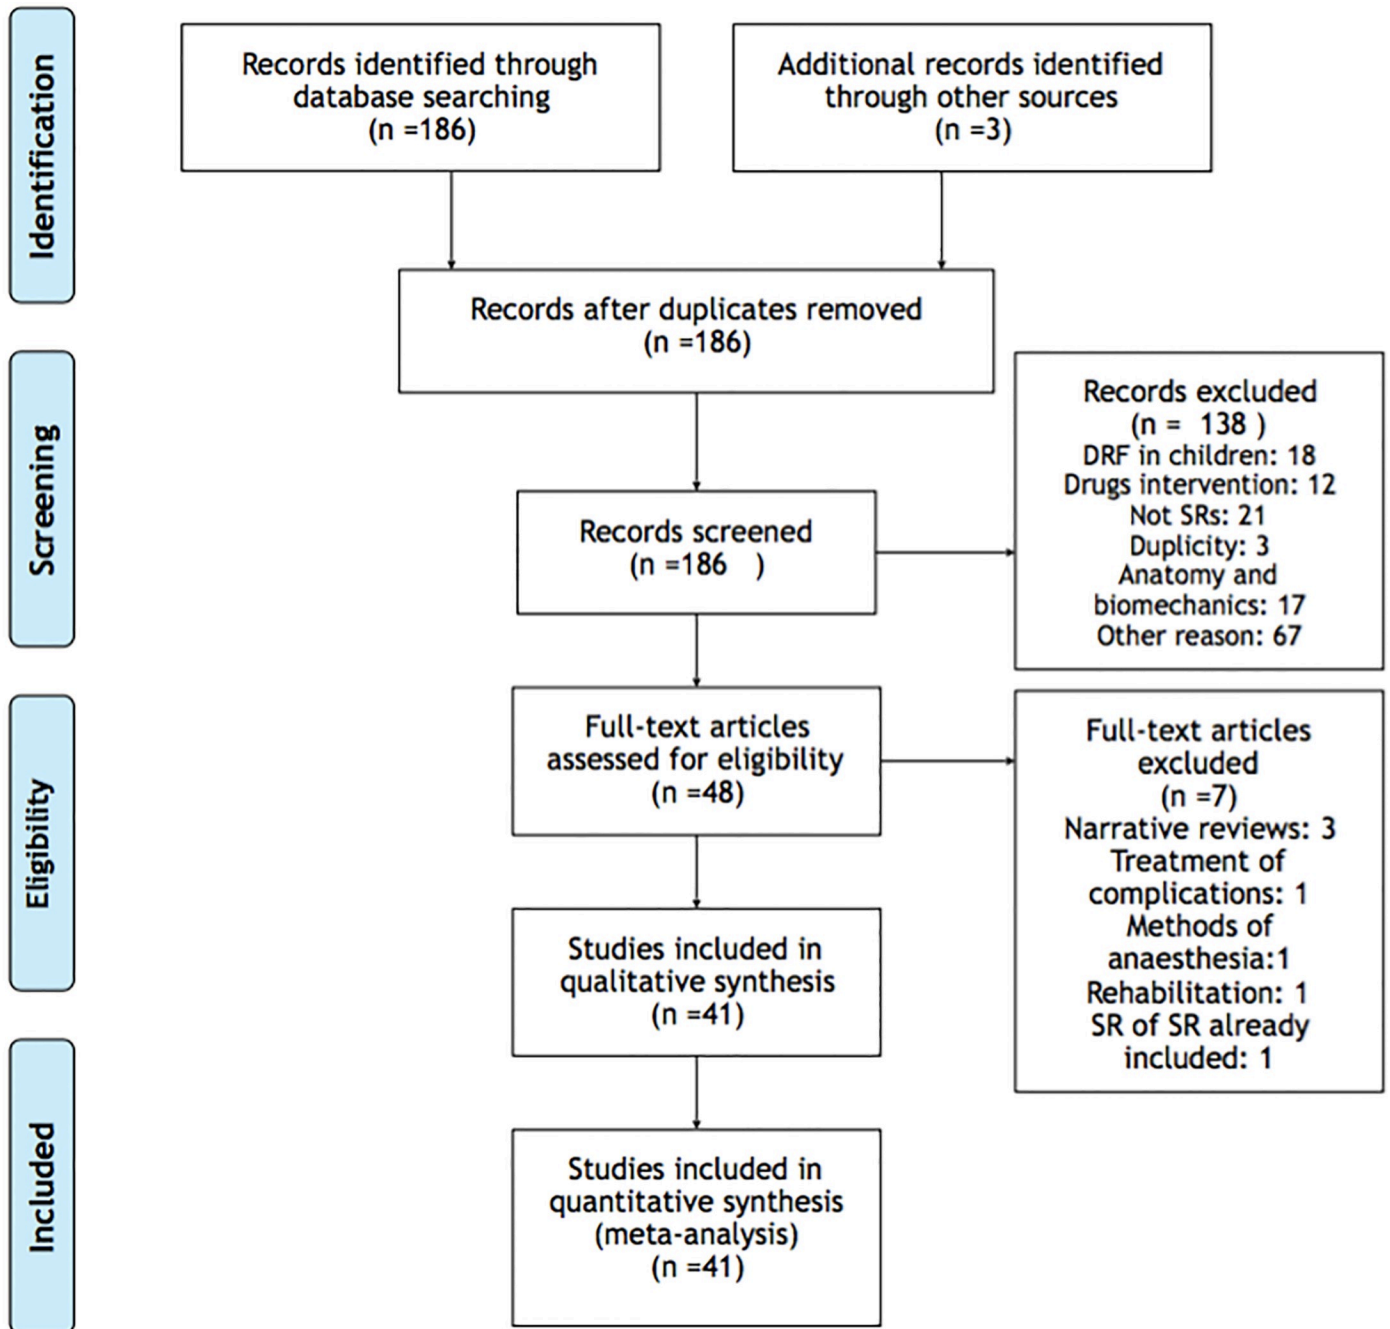 Identification
Records identified through
database searching
(n =186)
Additional records identified
through other sources
(n =3)
Records after duplicates removed
(n =186)
Screening
Records screened
(n =186   )
Records excluded
(n =  138 )
DRF in children: 18
Drugs intervention: 12
Not SRs: 21
Duplicity: 3
Anatomy and
biomechanics: 17
Other reason: 67
Eligibility
Full-text articles
assessed for eligibility
(n =48)
Full-text articles
excluded
(n =7)
Narrative reviews: 3
Treatment of
complications: 1
Methods of
anaesthesia:1
Rehabilitation: 1
SR of SR already
included: 1
Studies included in
qualitative synthesis
(n =41)
Included
Studies included in
quantitative synthesis
(meta-analysis)
(n =41)